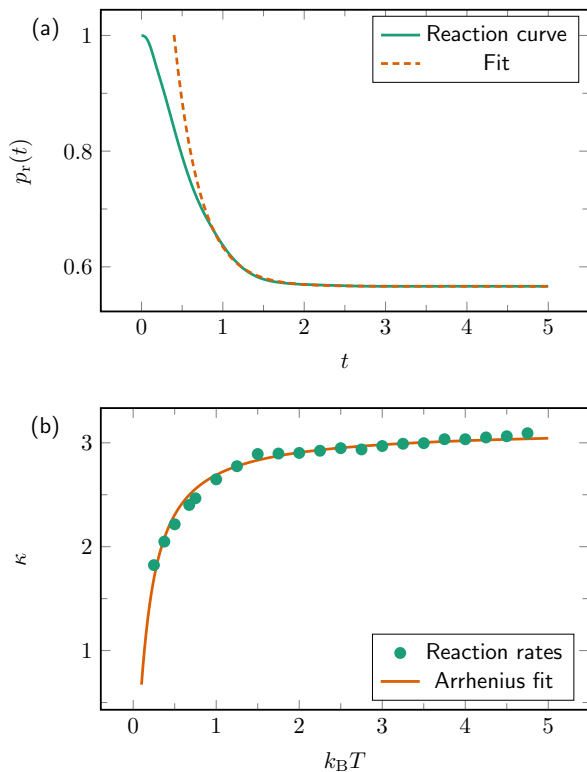 (a)
Reaction curve
Fit
1
0.8
0.6
p_r(t)
0 1 2 3 4 5
t
(b)
3
2
1
κ
Reaction rates
Arrhenius fit
0 1 2 3 4 5
k_BT